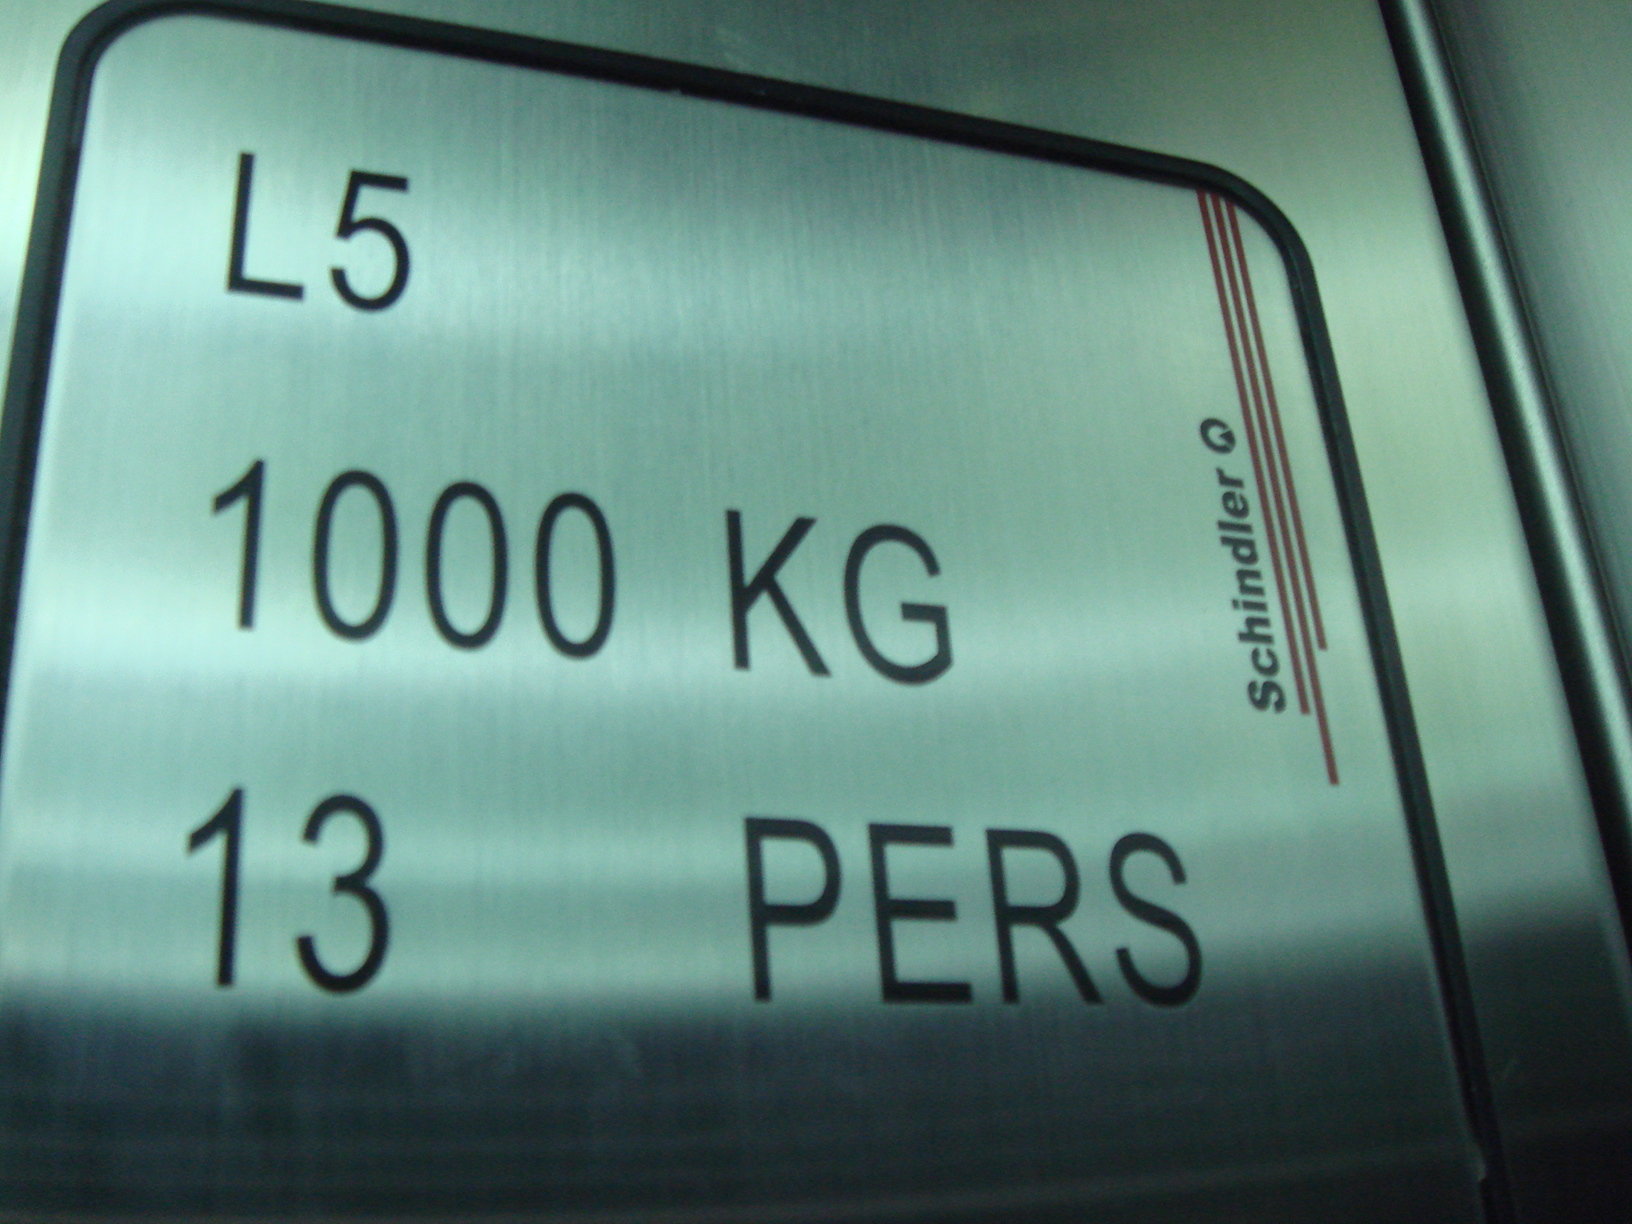 L5
1000 KG
13 PERS
Schindler